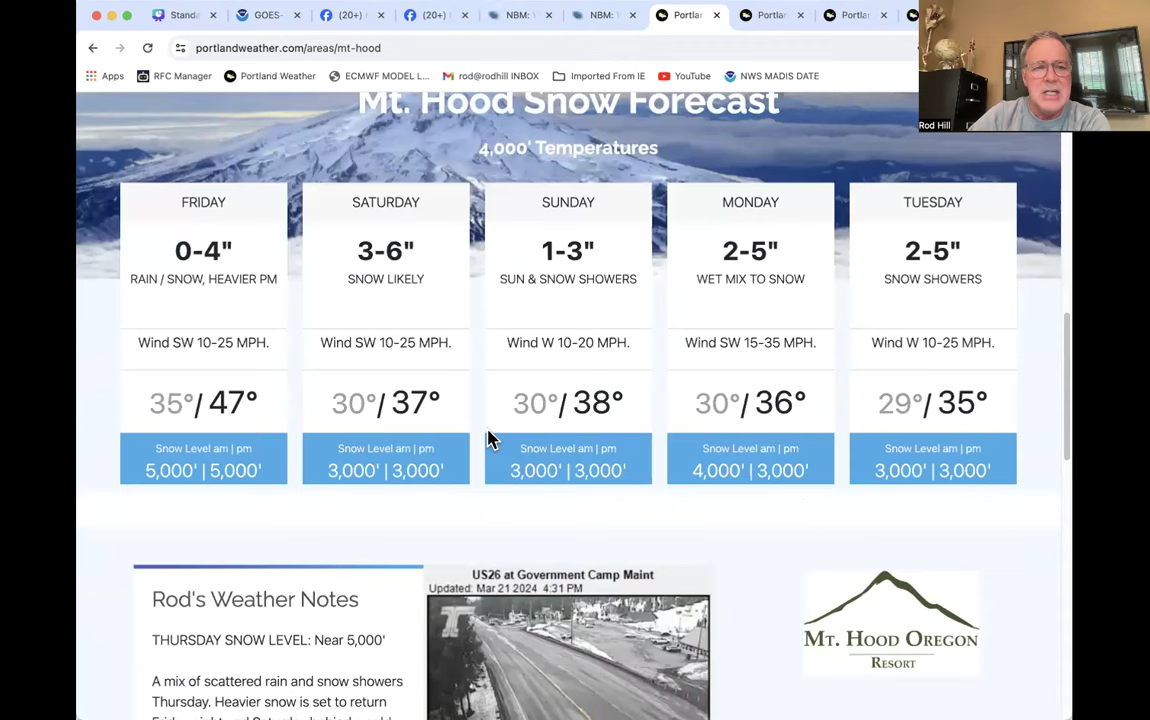 Standa
GOES-
(20+)
(20+)
NBM:
NBM:
Portlar
Portlar
Portlar
portlandweather.com/areas/mt-hood
Apps
RFC Manager
Portland Weather
ECMWF MODEL L...
rod@rodhill INBOX
Imported From IE
YouTube
NWS MADIS DATE
Rod Hill
Mt. Hood Snow Forecast
4,000' Temperatures
FRIDAY
0-4"
RAIN / SNOW, HEAVIER PM
Wind SW 10-25 MPH.
35°/ 47°
Snow Level am | pm
5,000' | 5,000'
SATURDAY
3-6"
SNOW LIKELY
Wind SW 10-25 MPH.
30°/ 37°
Snow Level am | pm
3,000' | 3,000'
SUNDAY
1-3"
SUN & SNOW SHOWERS
Wind W 10-20 MPH.
30°/ 38°
Snow Level am | pm
3,000' | 3,000'
MONDAY
2-5"
WET MIX TO SNOW
Wind SW 15-35 MPH.
30°/ 36°
Snow Level am | pm
4,000' | 3,000'
TUESDAY
2-5"
SNOW SHOWERS
Wind W 10-25 MPH.
29°/ 35°
Snow Level am | pm
3,000' | 3,000'
Rod's Weather Notes
THURSDAY SNOW LEVEL: Near 5,000'
A mix of scattered rain and snow showers
Thursday. Heavier snow is set to return
US26 at Government Camp Maint
Updated: Mar 21 2024 4:31 PM
MT. HOOD OREGON
RESORT